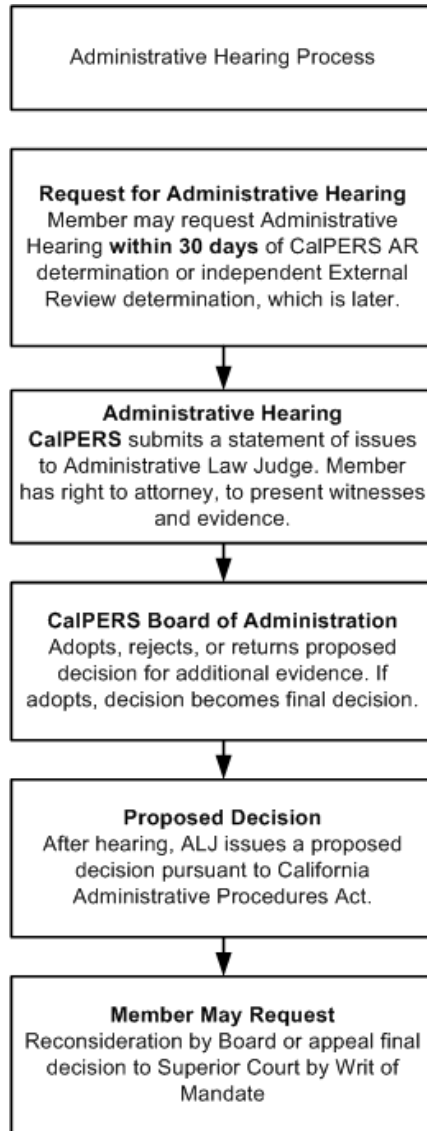 Administrative Hearing Process
Request for Administrative Hearing
Member may request Administrative
Hearing within 30 days of CalPERS AR
determination or independent External
Review determination, which is later.
Administrative Hearing
CalPERS submits a statement of issues
to Administrative Law Judge. Member
has right to attorney, to present witnesses
and evidence.
CalPERS Board of Administration
Adopts, rejects, or returns proposed
decision for additional evidence. If
adopts, decision becomes final decision.
Proposed Decision
After hearing, ALJ issues a proposed
decision pursuant to California
Administrative Procedures Act.
Member May Request
Reconsideration by Board or appeal final
decision to Superior Court by Writ of
Mandate